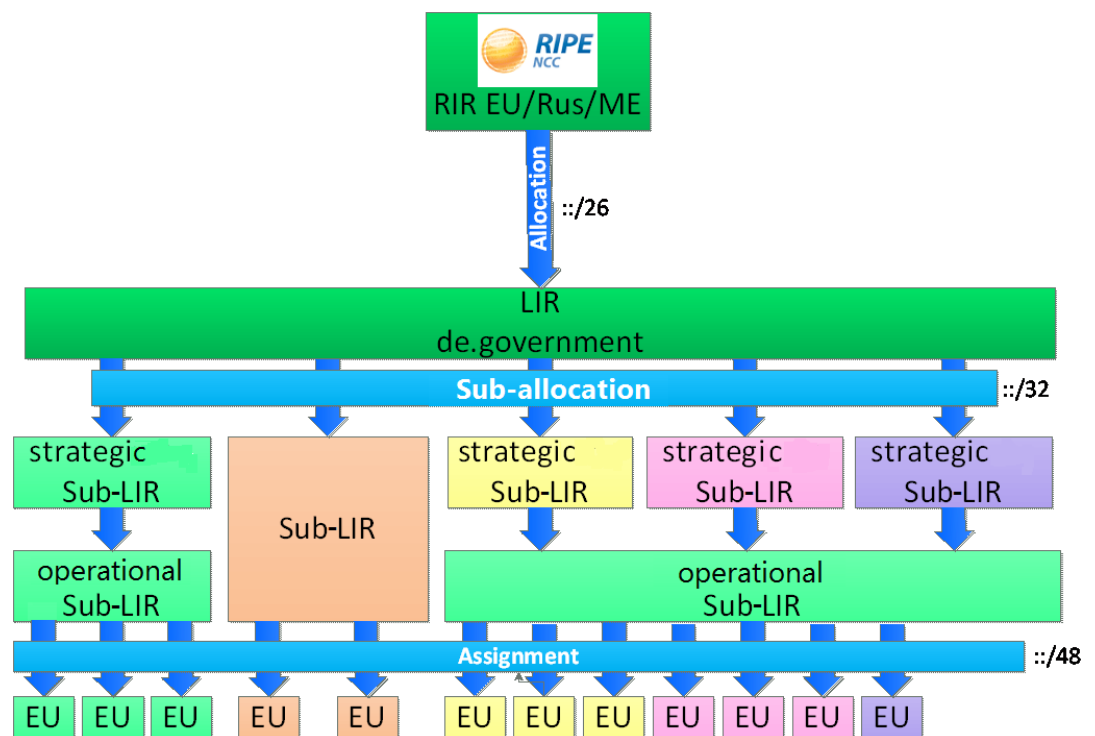 RIPE
NCC
RIR EU/Rus/ME
Allocation
::/26
LIR
de.government
Sub-allocation
::/32
strategic
Sub-LIR
Sub-LIR
strategic
Sub-LIR
strategic
Sub-LIR
strategic
Sub-LIR
operational
Sub-LIR
operational
Sub-LIR
Assignment
::/48
EU
EU
EU
EU
EU
EU
EU
EU
EU
EU
EU
EU